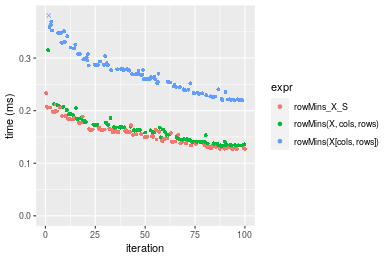 0.3
0.2
0.1
0.0
time (ms)
0
25
50
75
100
iteration
expr
rowMins_X_S
rowMins(X, cols, rows)
rowMins(X[cols, rows])